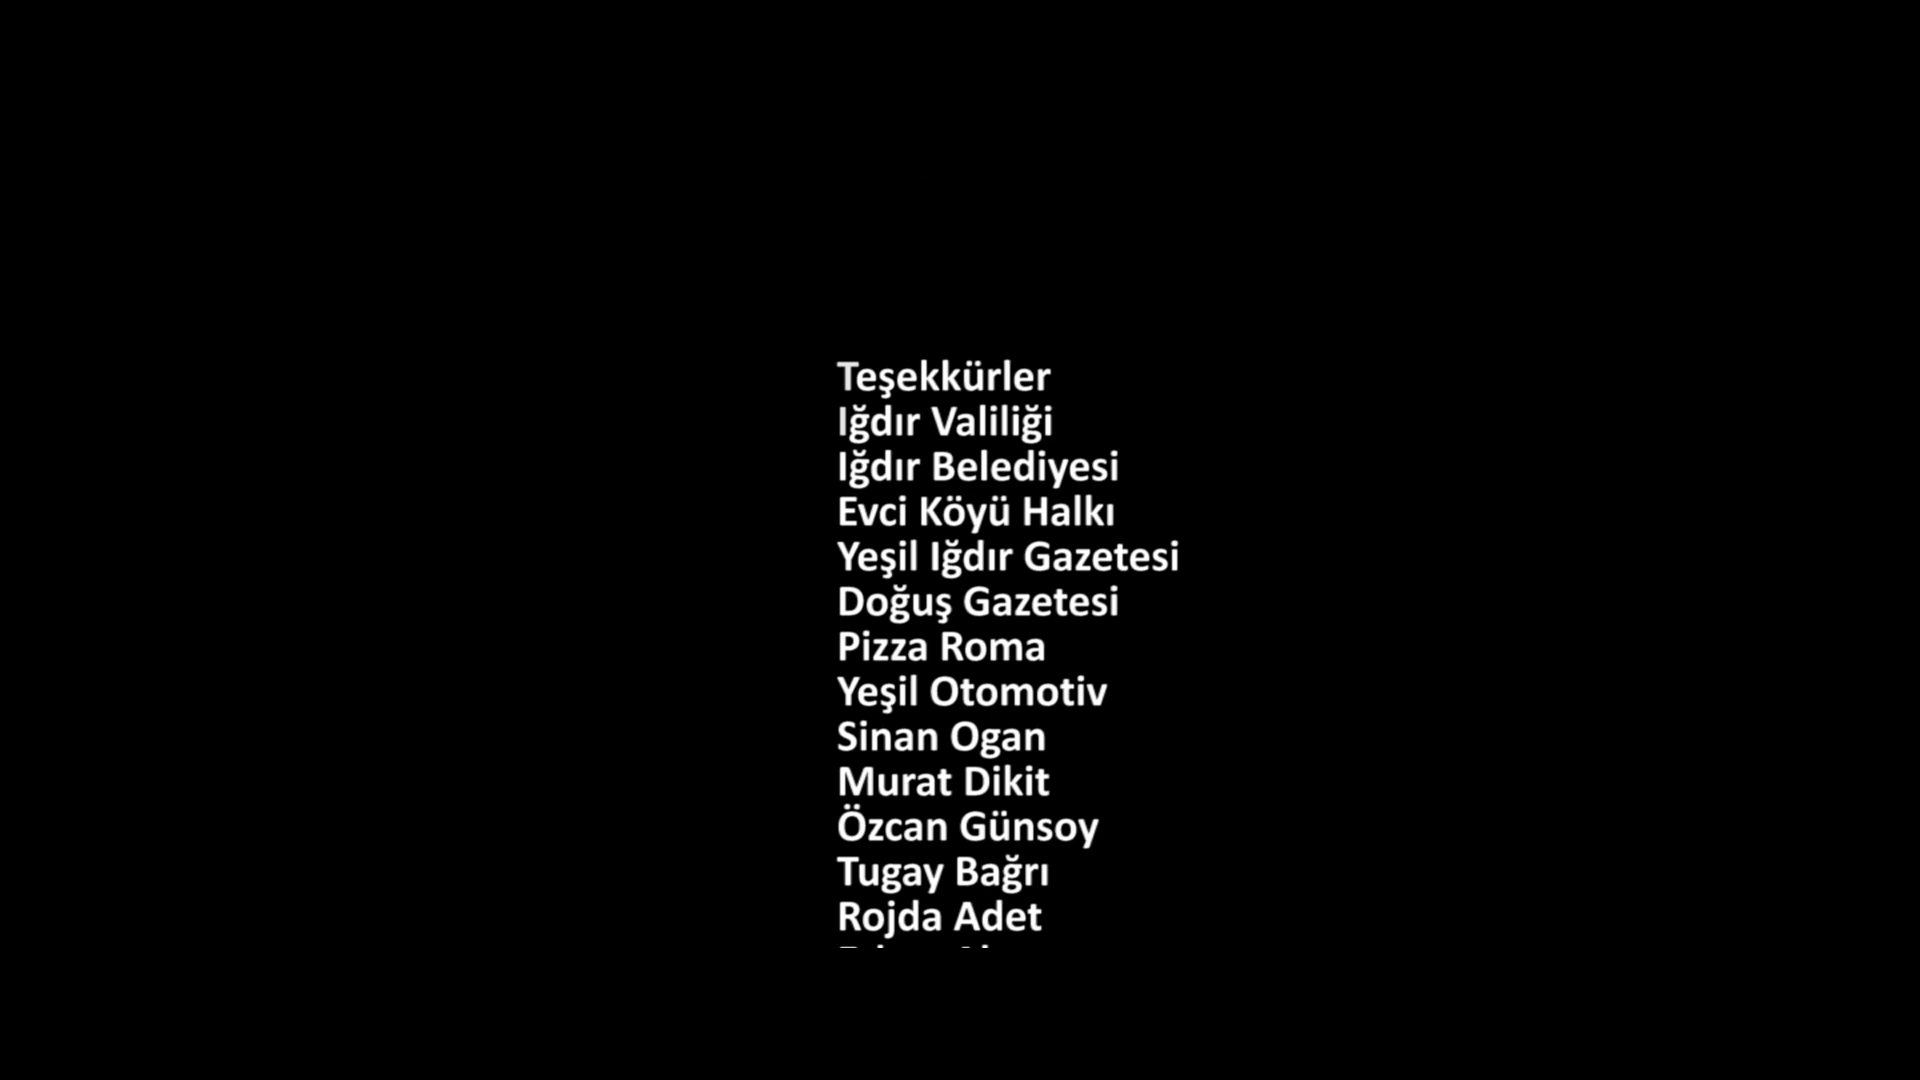 Teşekkürler
Iğdır Valiliği
Iğdır Belediyesi
Evci Köyü Halkı
Yeşil Iğdır Gazetesi
Doğuş Gazetesi
Pizza Roma
Yeşil Otomotiv
Sinan Ogan
Murat Dikit
Özcan Günsoy
Tugay Bağrı
Rojda Adet